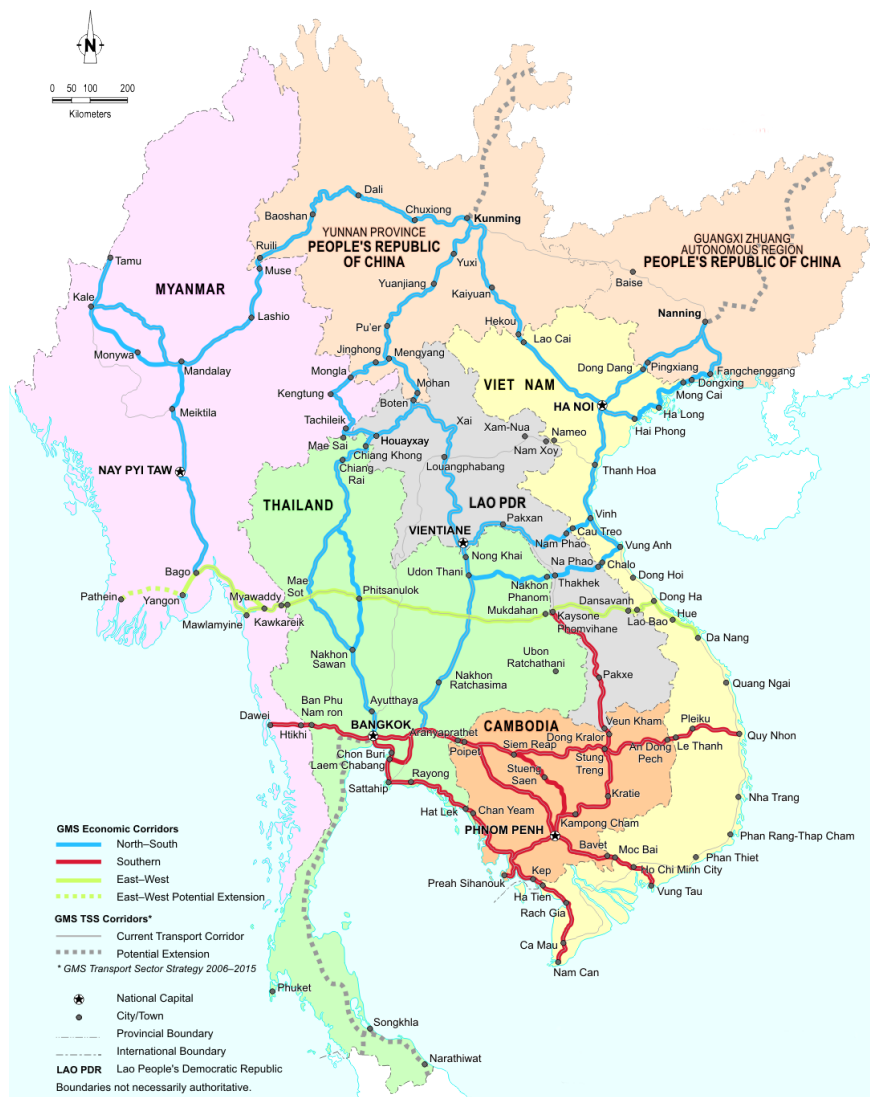 N
0 50 100 200
Kilometers
Dali
Baoshan
Chuxiong
Kunming
YUNNAN PROVINCE
PEOPLE'S REPUBLIC
OF CHINA
GUANGXI ZHUANG
AUTONOMOUS REGION
PEOPLE'S REPUBLIC OF CHINA
Ruili
Muse
Tamu
Yuxi
Baise
MYANMAR
Yuanjiang
Kaiyuan
Kale
Lashio
Nanning
Pu'er
Hekou
Lao Cai
Monywa
Mandalay
Jinghong
Mengyang
Mongla
Dong Dang
Pingxiang
Fangchenggang
Dongxing
Mong Cai
VIET NAM
Mohan
Kengtung
Boten
HA NOI
Ha Long
Hai Phong
Meiktila
Tachileik
Xai
Xam-Nua
Nameo
Mae Sai
Houayxay
Chiang Khong
Nam Xoy
Chiang
Rai
Louangphabang
Thanh Hoa
NAY PYI TAW
THAILAND
LAO PDR
Pakxan
Vinh
VIENTIANE
Cau Treo
Nam Phao
Vung Anh
Nong Khai
Na Phao
Chalo
Bago
Udon Thani
Thakhek
Dong Hoi
Nakhon
Phanom
Pathein
Yangon
Myawaddy
Mae
Sot
Phitsanulok
Mukdahan
Dansavanh
Dong Ha
Kaysone
Phomvihane
Lao Bao
Hue
Mawlamyine
Kawkareik
Da Nang
Nakhon
Sawan
Ubon
Ratchathani
Pakxe
Quang Ngai
Nakhon
Ratchasima
Ban Phu
Nam ron
Ayutthaya
Dawei
Htikhi
BANGKOK
Aranyaprathet
CAMBODIA
Veun Kham
Pleiku
Poipet
Siem Reap
Dong Kralor
An Dong
Pech
Le Thanh
Quy Nhon
Chon Buri
Laem Chabang
Stung
Treng
Stueng
Saen
Sattahip
Rayong
Kratie
Nha Trang
Hat Lek
Chan Yeam
Kampong Cham
PHNOM PENH
Bavet
Moc Bai
Phan Rang-Thap Cham
Phan Thiet
Ho Chi Minh City
Preah Sihanouk
Kep
Ha Tien
Vung Tau
Rach Gia
Ca Mau
Nam Can
Phuket
Songkhla
Narathiwat
GMS Economic Corridors
North–South
Southern
East–West
East–West Potential Extension
GMS TSS Corridors*
Current Transport Corridor
Potential Extension
* GMS Transport Sector Strategy 2006–2015
National Capital
City/Town
Provincial Boundary
International Boundary
LAO PDR Lao People's Democratic Republic
Boundaries not necessarily authoritative.